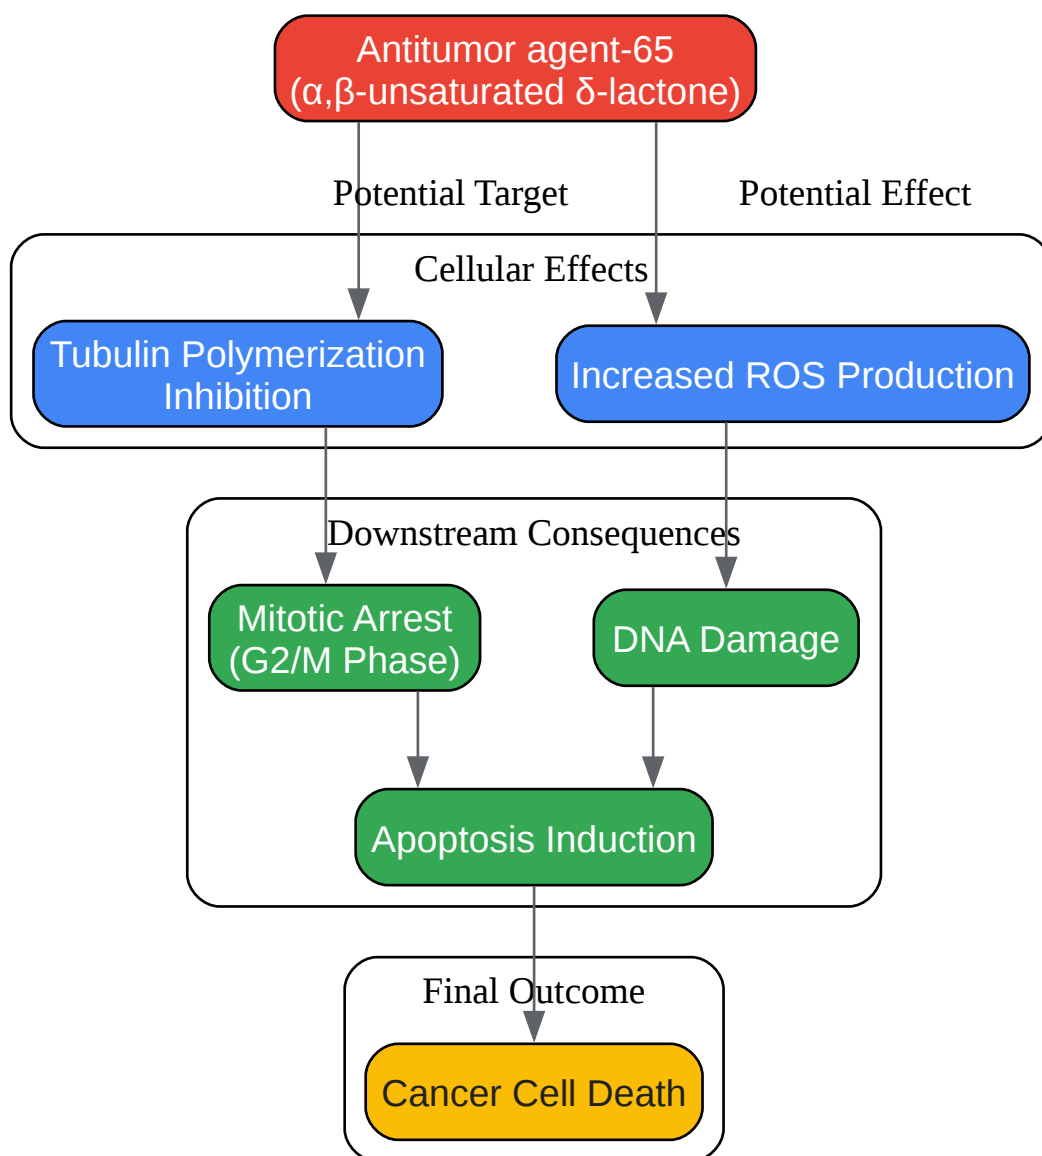 Antitumor agent-65
(α,β-unsaturated δ-lactone)
Potential Target
Potential Effect
Cellular Effects
Tubulin Polymerization
Inhibition
Increased ROS Production
Downstream Consequences
Mitotic Arrest
(G2/M Phase)
DNA Damage
Apoptosis Induction
Final Outcome
Cancer Cell Death